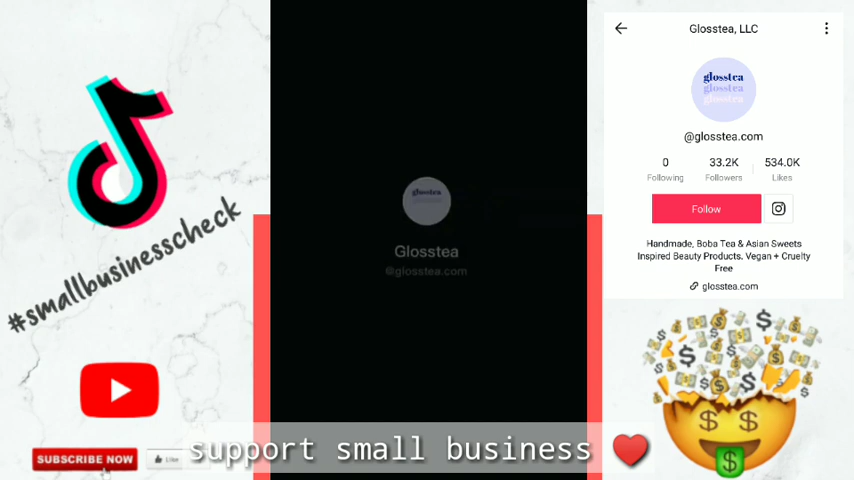 #smallbusinesscheck
SUBSCRIBE NOW
Like
glosstea
Glosstea
@glosstea.com
Glosstea, LLC
glosstea
glosstea
glosstea
@glosstea.com
0 33.2K 534.0K
Following Followers Likes
Follow
Handmade, Boba Tea & Asian Sweets
Inspired Beauty Products. Vegan + Cruelty
Free
glosstea.com
support small business ❤️